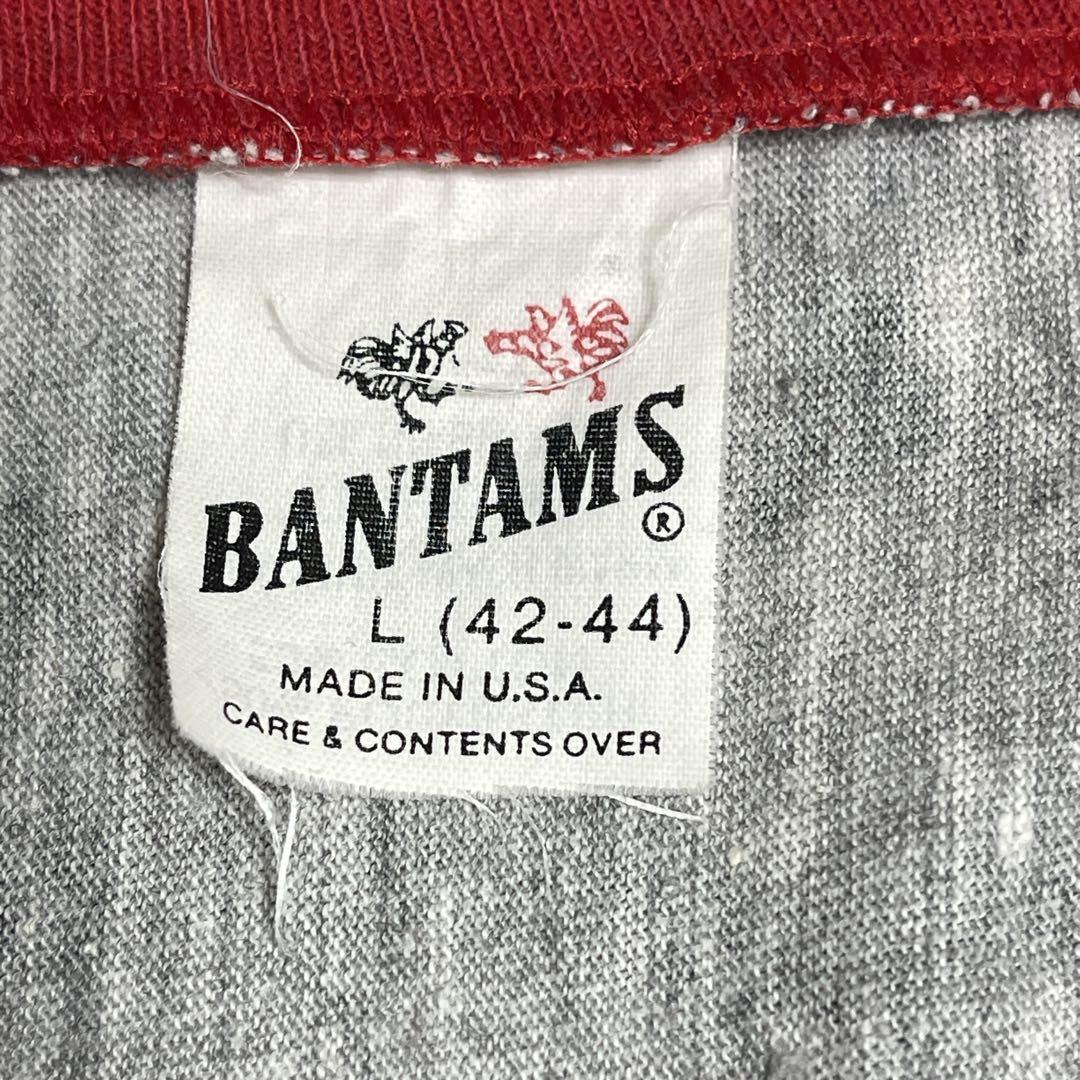 BANTAMS
®
L (42-44)
MADE IN U.S.A.
CARE & CONTENTS OVER